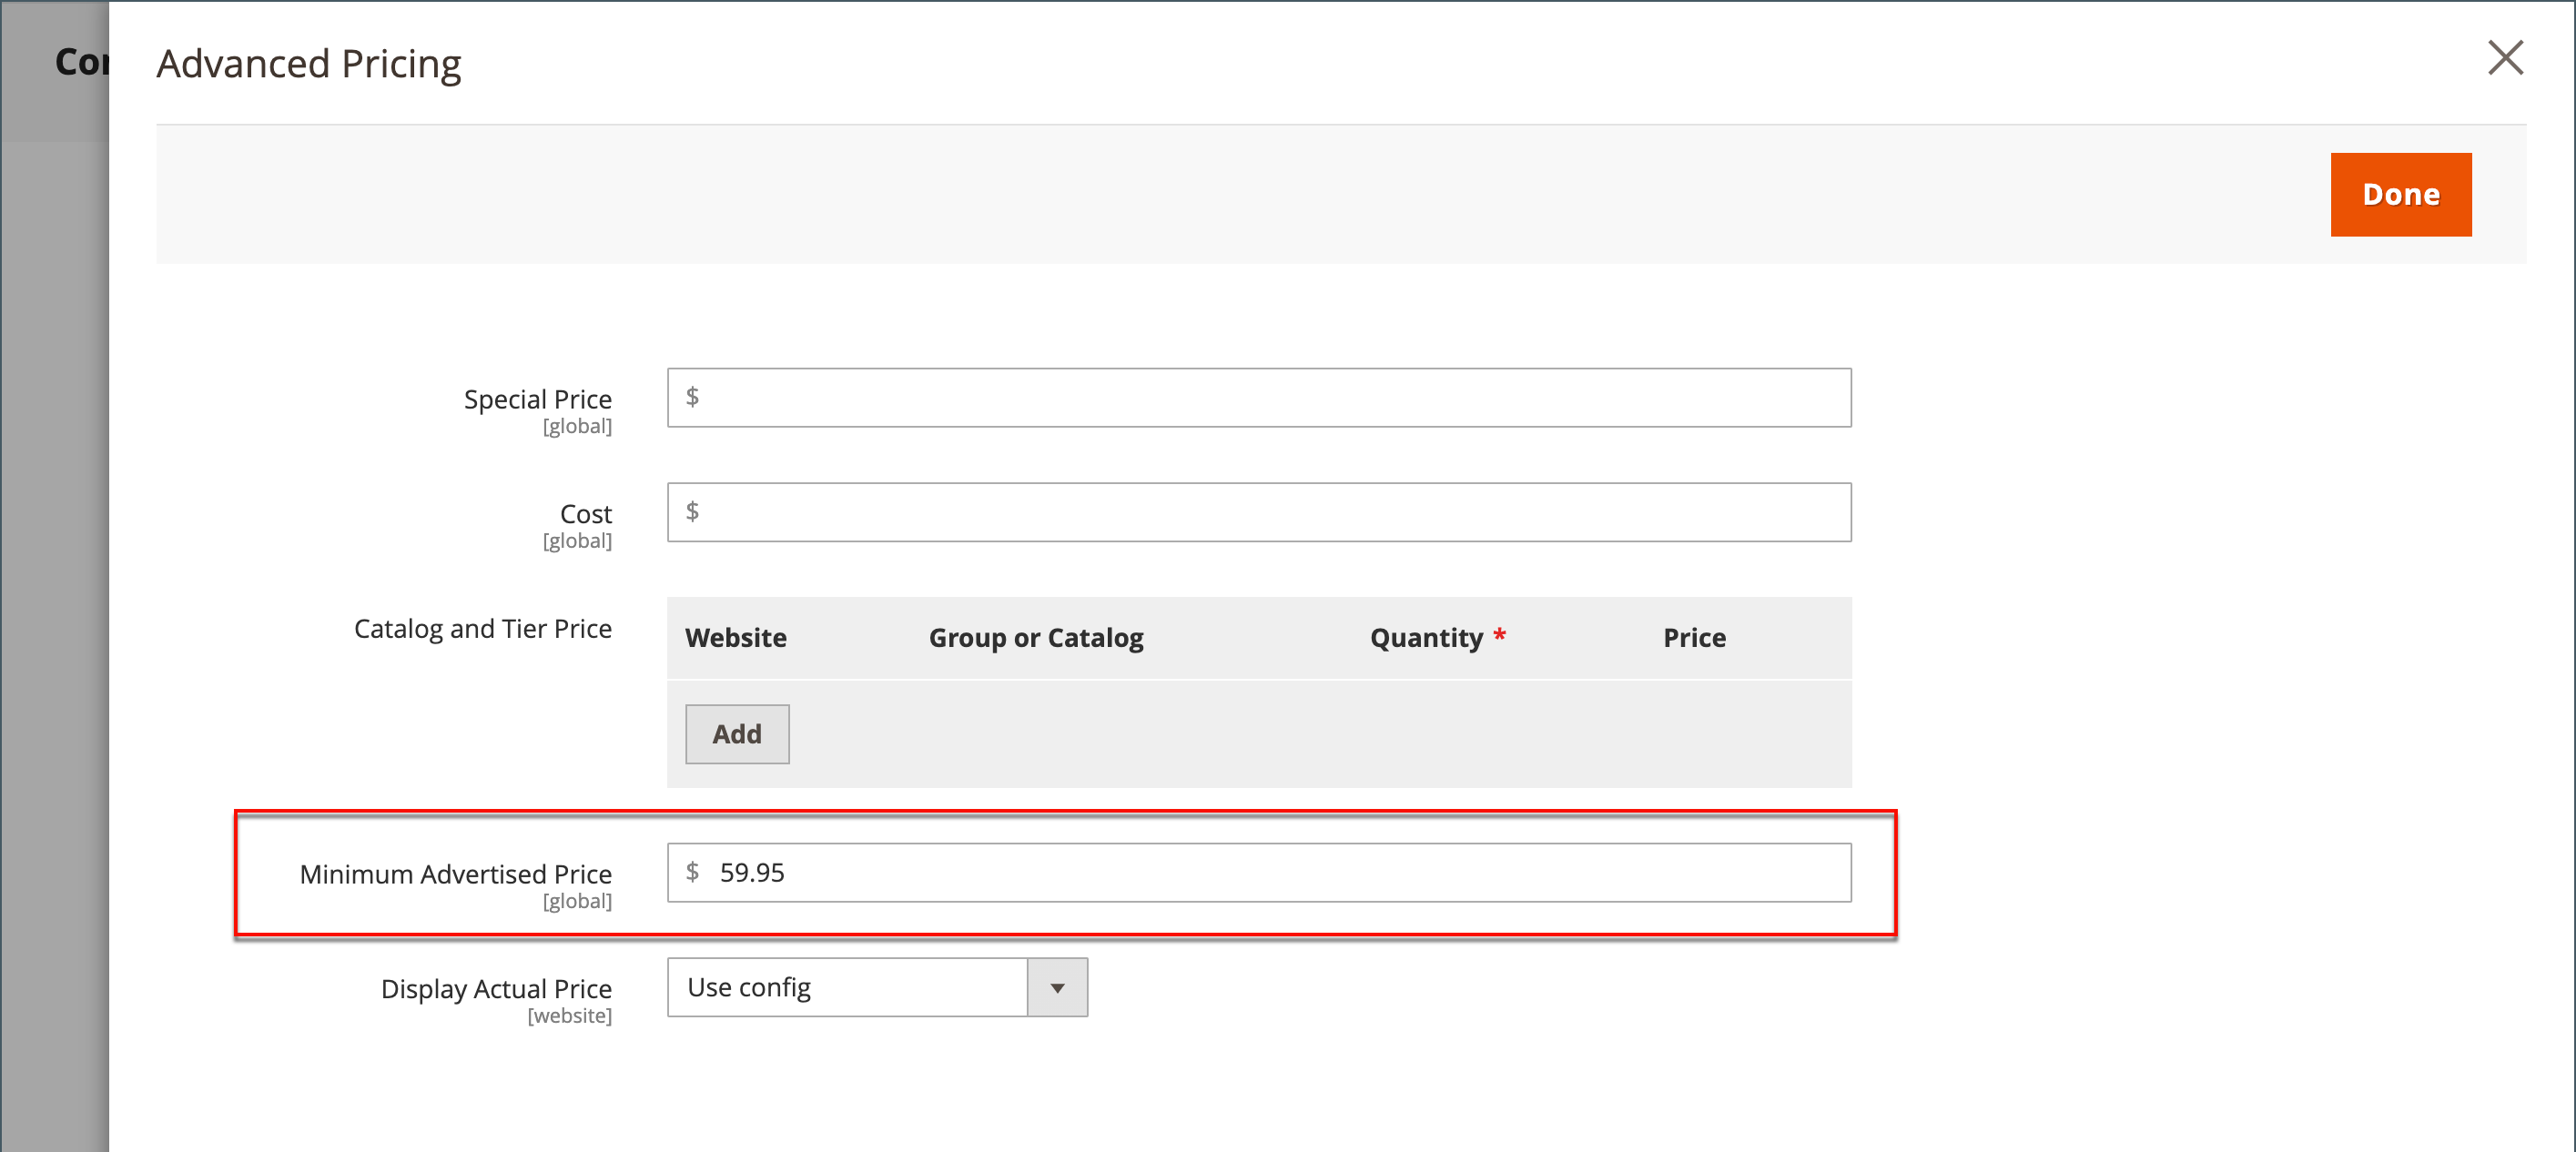 Advanced Pricing
Done
Special Price
[global]
$
Cost
[global]
$
Catalog and Tier Price
Website Group or Catalog Quantity * Price
Add
Minimum Advertised Price
[global]
$ 59.95
Display Actual Price
[website]
Use config